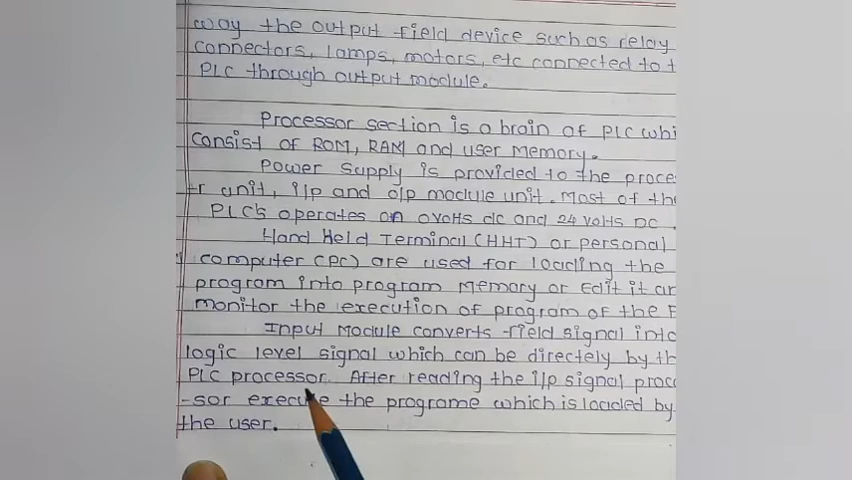 way the output field device such as relay
connectors, lamps, motors, etc connected to t
PLC through output module.
Processor section is a brain of PLC whi
consist of ROM, RAM and user Memory.
Power Supply is provided to the proce
-r unit, i/p and o/p module unit. Most of the
PLC's operates on 0 volts dc and 24 volts DC.
Hand Held Terminal (HHT) or personal
computer (PC) are used for loading the
program into program Memory or Edit it an
monitor the execution of program of the P
Input Module converts field signal into
logic level signal which can be directely by th
PLC processor. After reading the i/p signal proc
-sor execute the programe which is loaded by
the user.